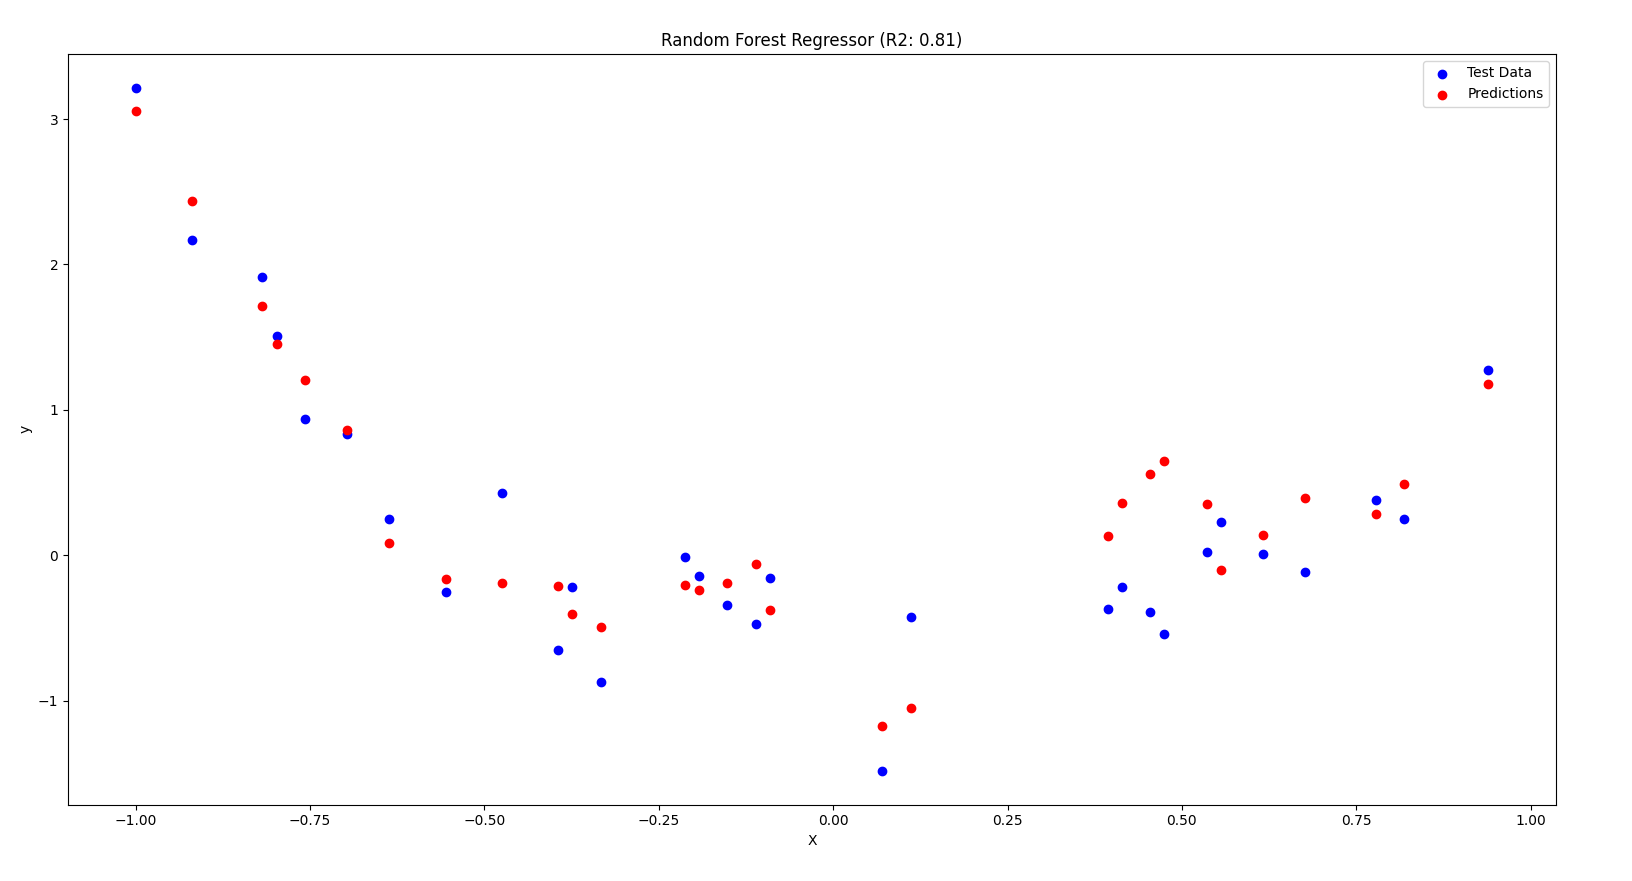 Random Forest Regressor (R2: 0.81)
Test Data
Predictions
3
2
1
0
−1
y
−1.00 −0.75 −0.50 −0.25 0.00 0.25 0.50 0.75 1.00
X